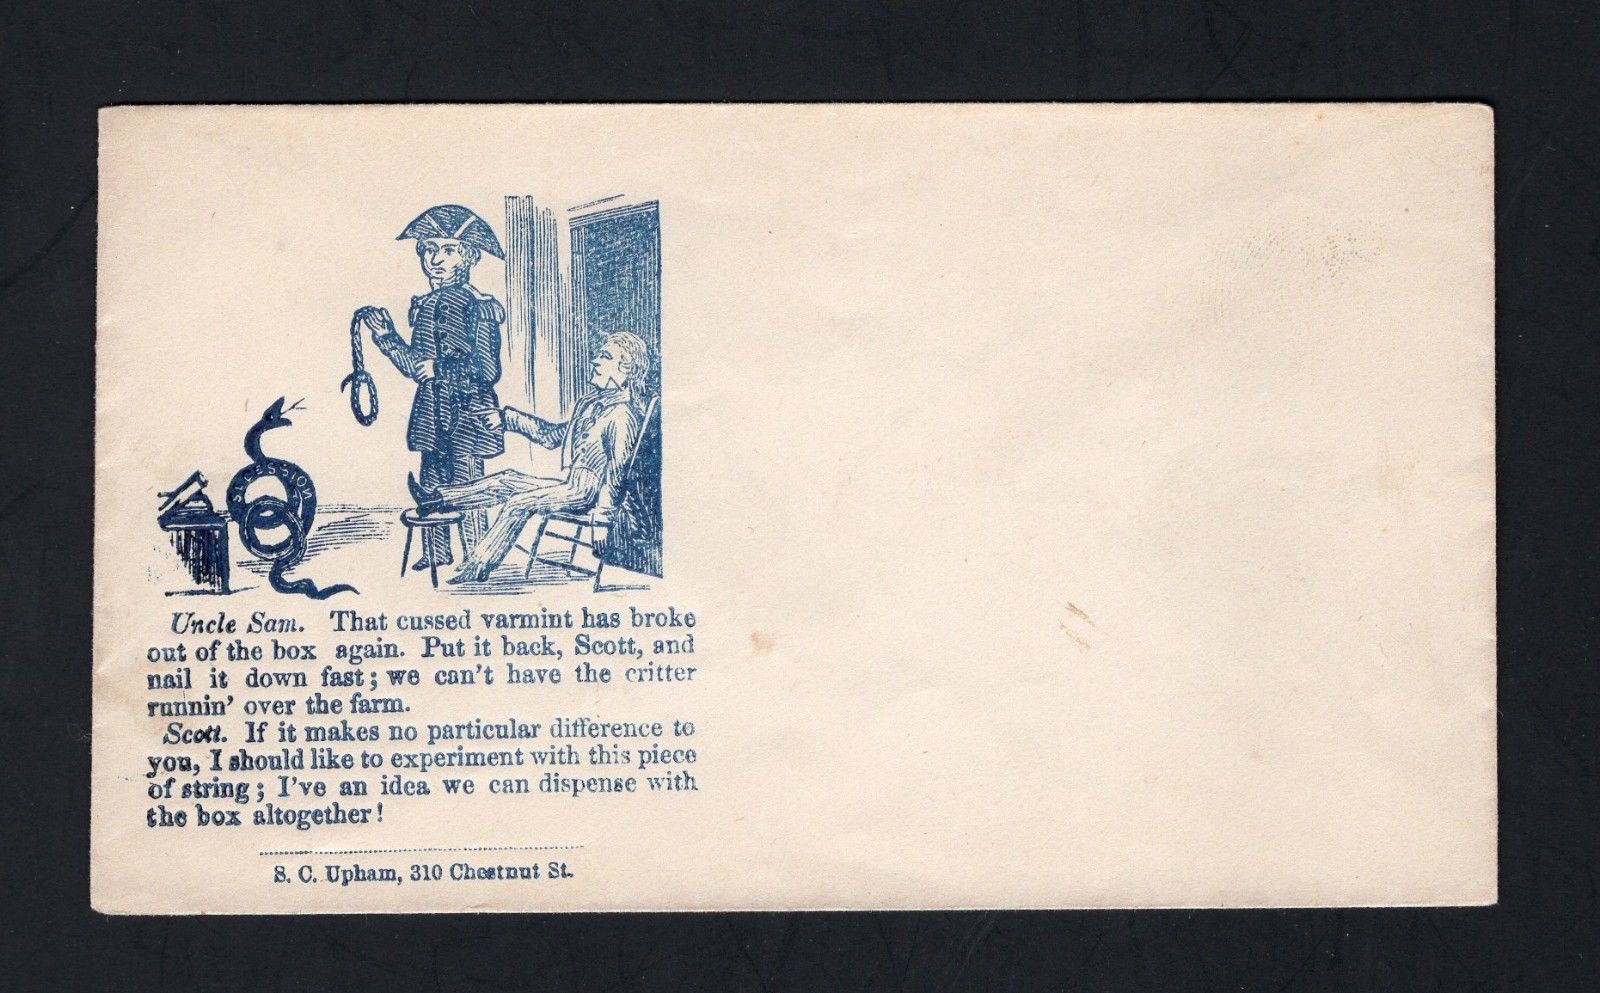 SECESSION
Uncle Sam. That cussed varmint has broke
out of the box again. Put it back, Scott, and
nail it down fast; we can't have the critter
runnin' over the farm.
Scott. If it makes no particular difference to
you, I should like to experiment with this piece
of string; I've an idea we can dispense with
the box altogether!
S. C. Upham, 310 Chestnut St.